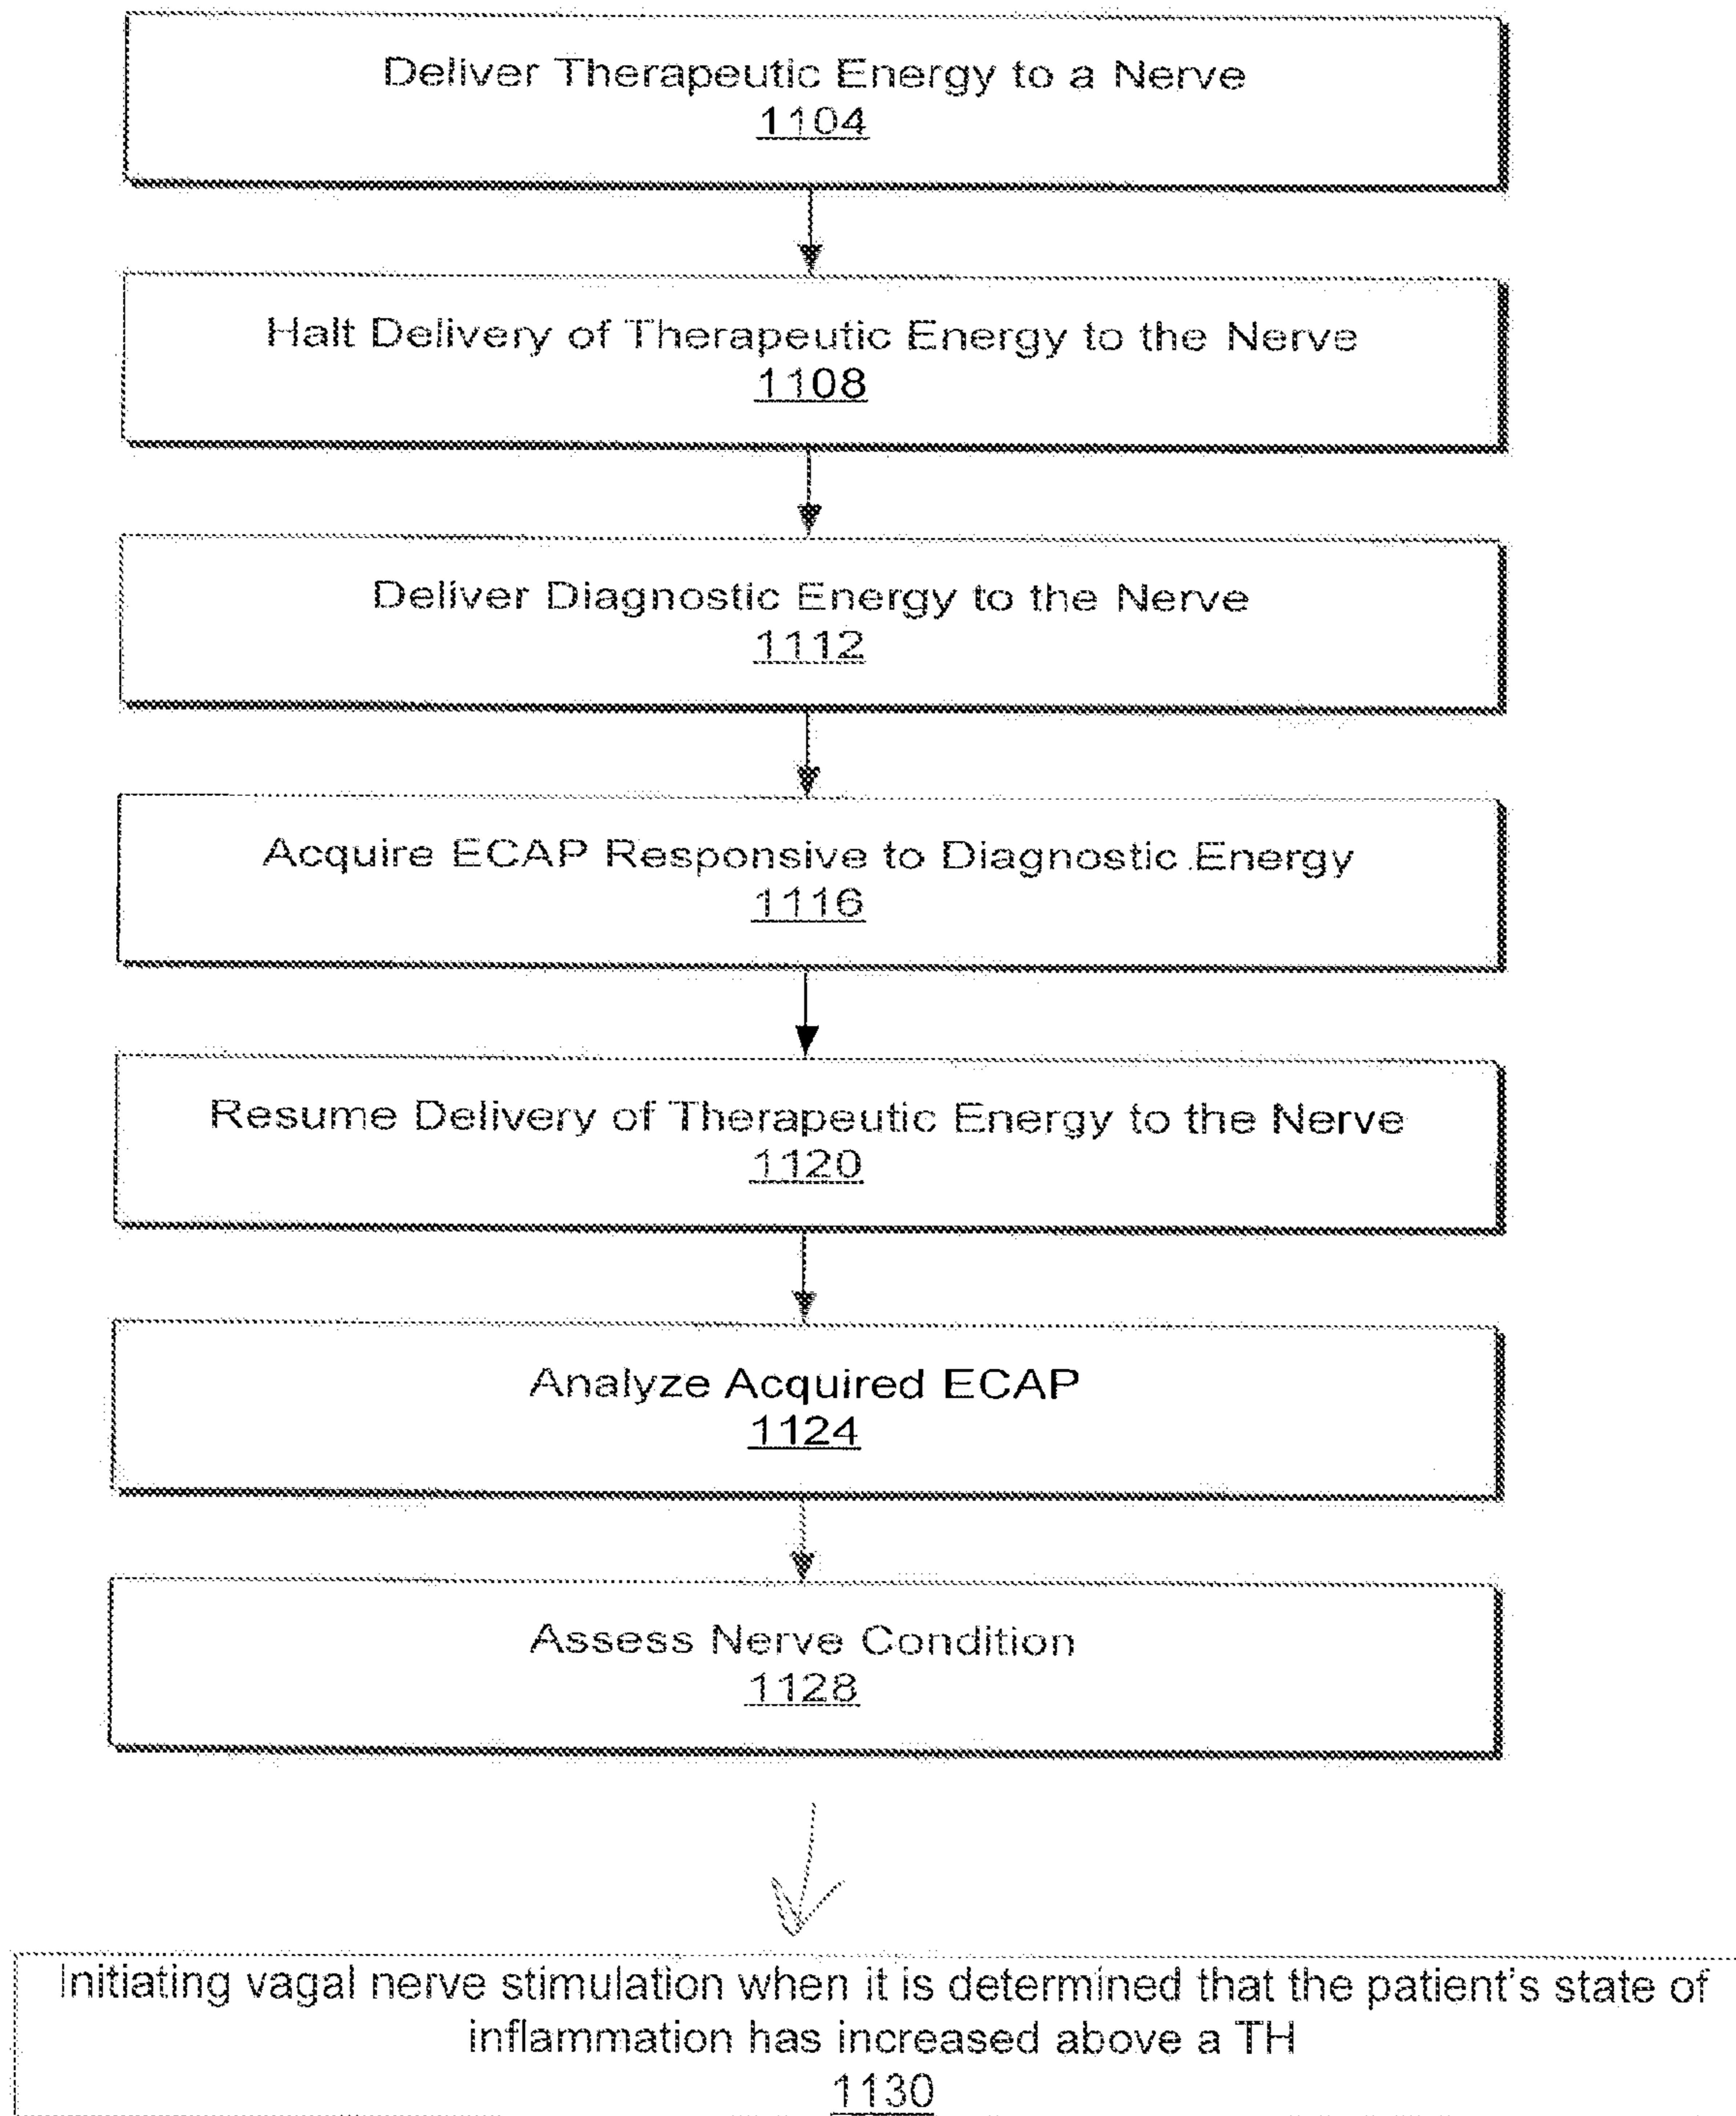 Deliver Therapeutic Energy to a Nerve
1104
Halt Delivery of Therapeutic Energy to the Nerve
1108
Deliver Diagnostic Energy to the Nerve
1112
Acquire ECAP Responsive to Diagnostic Energy
1116
Resume Delivery of Therapeutic Energy to the Nerve
1120
Analyze Acquired ECAP
1124
Assess Nerve Condition
1128
Initiating vagal nerve stimulation when it is determined that the patient's state of
inflammation has increased above a TH
1130